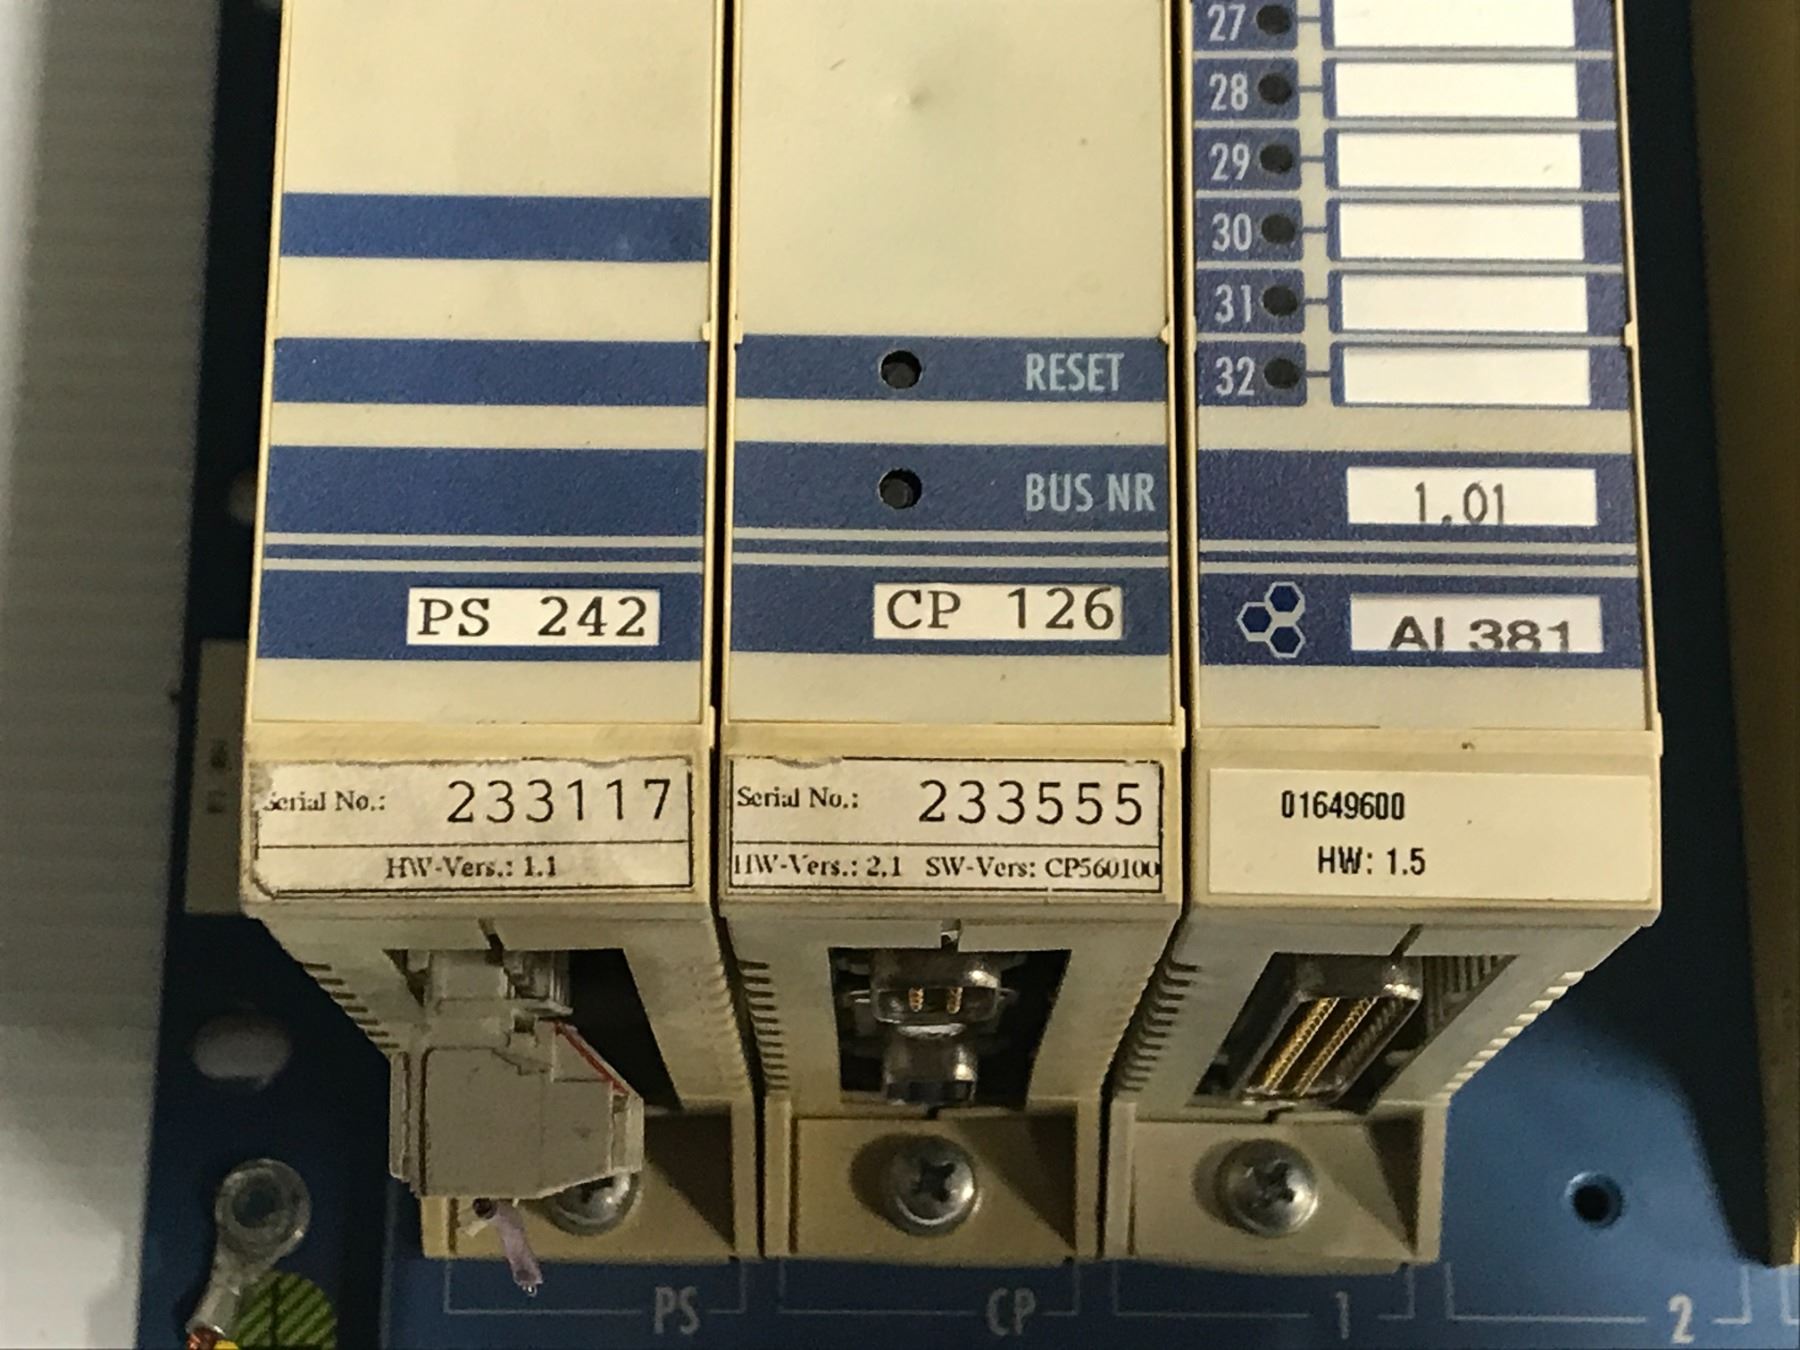 27
28
29
30
31
32
RESET
BUS NR
1.01
PS 242
CP 126
AI 381
Serial No.: 233117
HW-Vers.: 1.1
Serial No.: 233555
HW-Vers.: 2.1 SW-Vers: CP560100
01649600
HW: 1.5
PS
CP
1
2